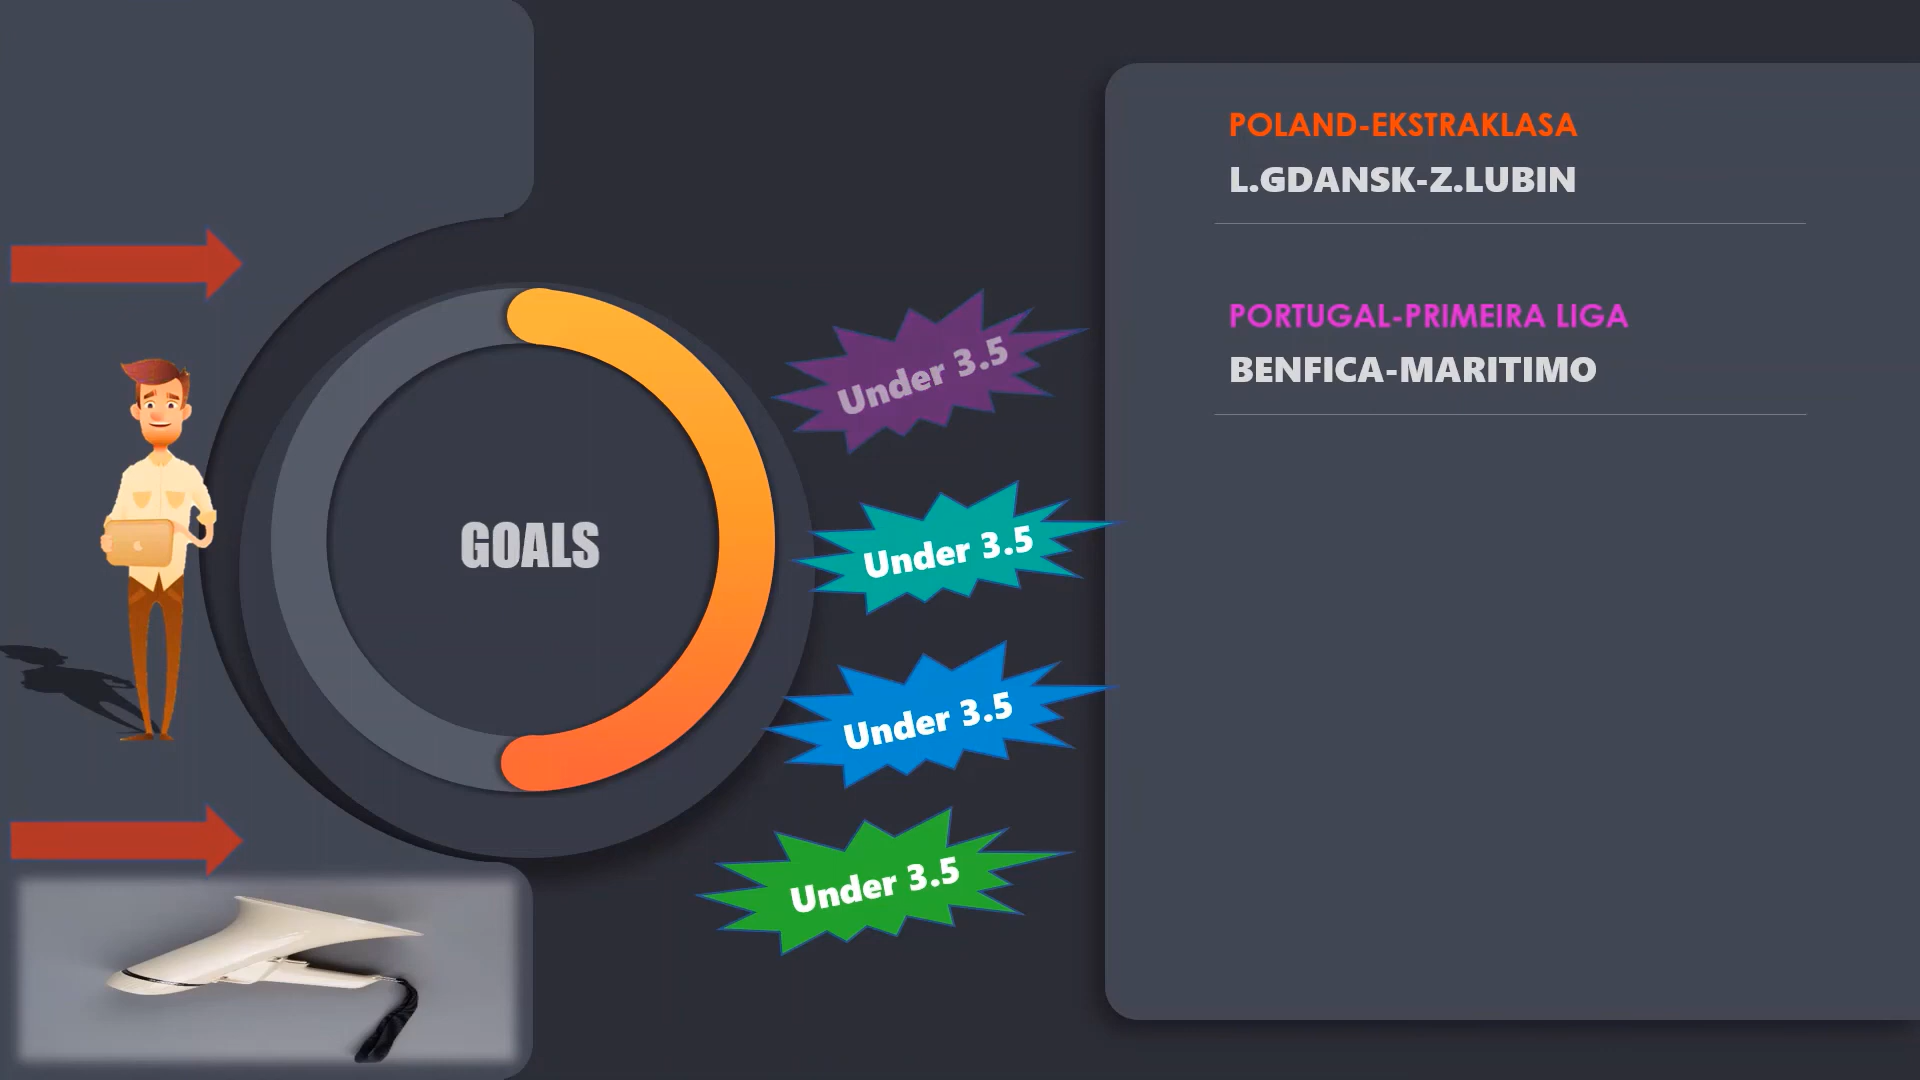 POLAND-EKSTRAKLASA
L.GDANSK-Z.LUBIN
PORTUGAL-PRIMEIRA LIGA
BENFICA-MARITIMO
GOALS
Under 3.5
Under 3.5
Under 3.5
Under 3.5